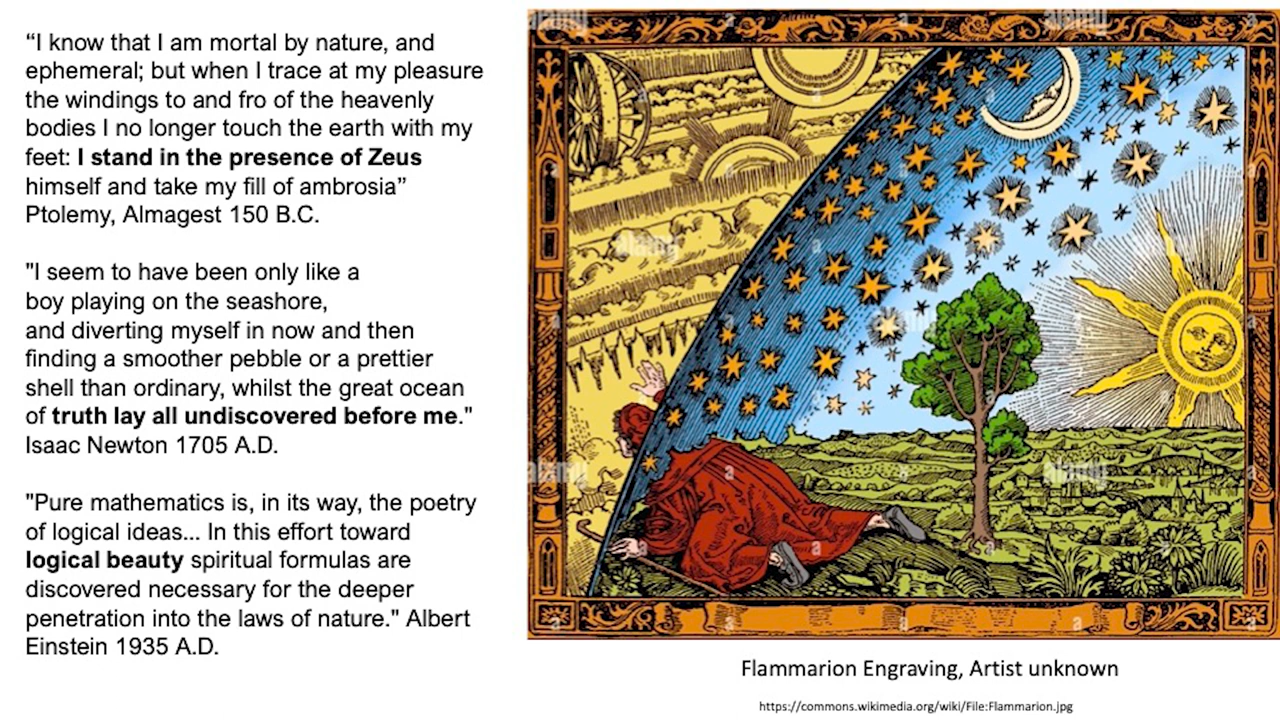 “I know that I am mortal by nature, and
ephemeral; but when I trace at my pleasure
the windings to and fro of the heavenly
bodies I no longer touch the earth with my
feet: I stand in the presence of Zeus
himself and take my fill of ambrosia”
Ptolemy, Almagest 150 B.C.
"I seem to have been only like a
boy playing on the seashore,
and diverting myself in now and then
finding a smoother pebble or a prettier
shell than ordinary, whilst the great ocean
of truth lay all undiscovered before me."
Isaac Newton 1705 A.D.
"Pure mathematics is, in its way, the poetry
of logical ideas... In this effort toward
logical beauty spiritual formulas are
discovered necessary for the deeper
penetration into the laws of nature." Albert
Einstein 1935 A.D.
alamy
alamy
alamy
alamy
a
a
a
a
a
a
a
a
Flammarion Engraving, Artist unknown
https://commons.wikimedia.org/wiki/File:Flammarion.jpg